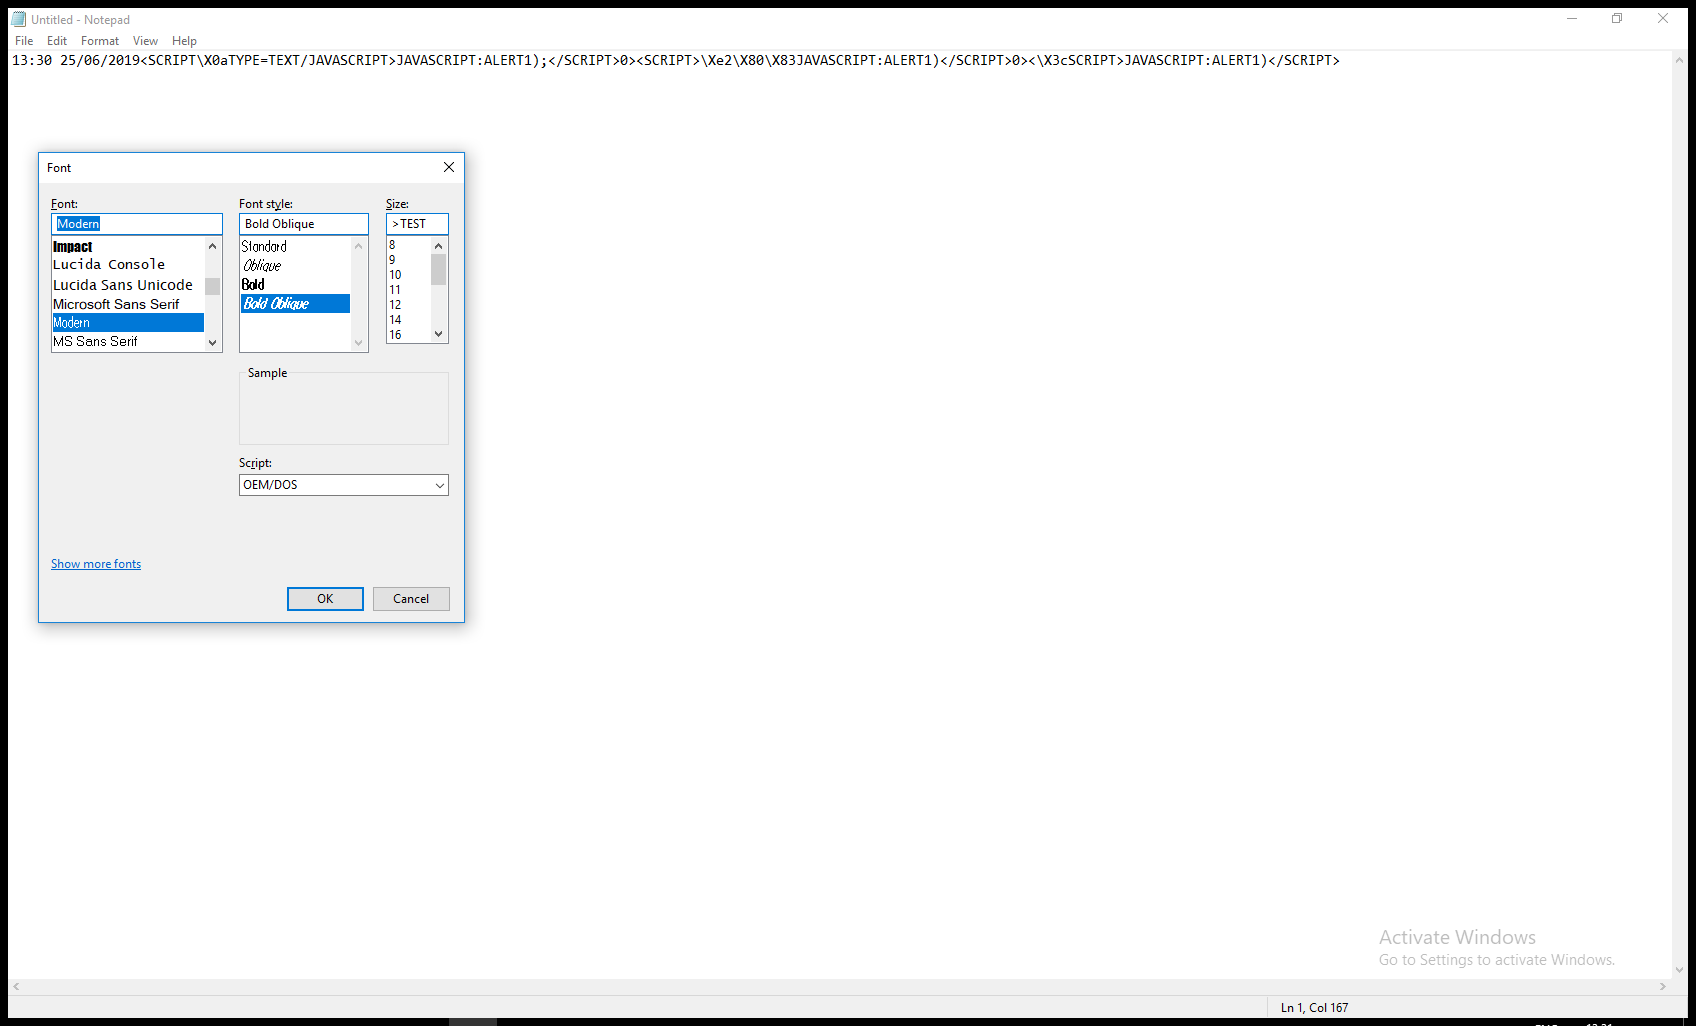 Untitled - Notepad
File Edit Format View Help
13:30 25/06/2019<SCRIPT\X0aTYPE=TEXT/JAVASCRIPT>JAVASCRIPT:ALERT1);</SCRIPT>0><SCRIPT>\Xe2\X80\X83JAVASCRIPT:ALERT1)</SCRIPT>0><\X3cSCRIPT>JAVASCRIPT:ALERT1)</SCRIPT>
Font
Font: Font style: Size:
Modern Bold Oblique >TEST
Impact Standard 8
Lucida Console Oblique 9
Lucida Sans Unicode Bold 10
Microsoft Sans Serif Bold Oblique 11
Modern 12
MS Sans Serif 14
16
Sample
Script:
OEM/DOS
Show more fonts
OK Cancel
Activate Windows
Go to Settings to activate Windows.
Ln 1, Col 167